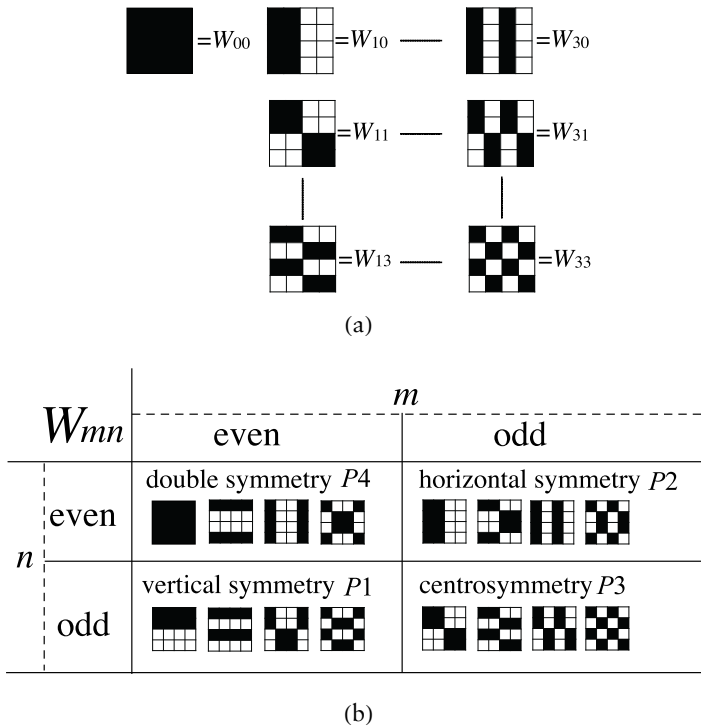 =W00 =W10 =W30
=W11 =W31
=W13 =W33
(a)
m
Wmn even odd
double symmetry P4 horizontal symmetry P2
even
n
vertical symmetry P1 centrosymmetry P3
odd
(b)